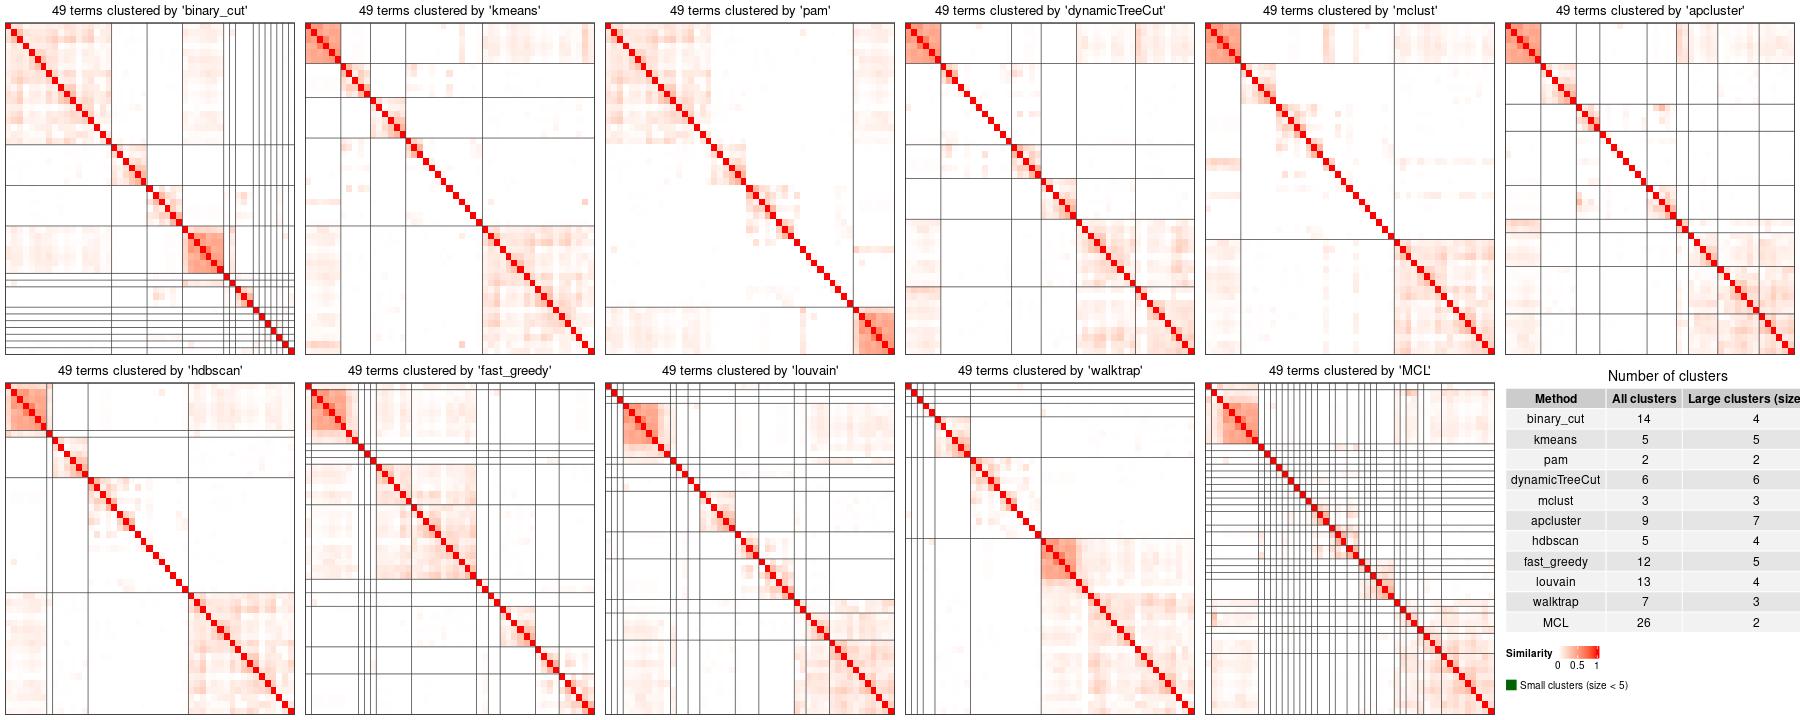 49 terms clustered by 'binary_cut'
49 terms clustered by 'kmeans'
49 terms clustered by 'pam'
49 terms clustered by 'dynamicTreeCut'
49 terms clustered by 'mclust'
49 terms clustered by 'apcluster'
49 terms clustered by 'hdbscan'
49 terms clustered by 'fast_greedy'
49 terms clustered by 'louvain'
49 terms clustered by 'walktrap'
49 terms clustered by 'MCL'
Number of clusters
Method All clusters Large clusters (size
binary_cut 14 4
kmeans 5 5
pam 2 2
dynamicTreeCut 6 6
mclust 3 3
apcluster 9 7
hdbscan 5 4
fast_greedy 12 5
louvain 13 4
walktrap 7 3
MCL 26 2
Similarity
0 0.5 1
Small clusters (size < 5)